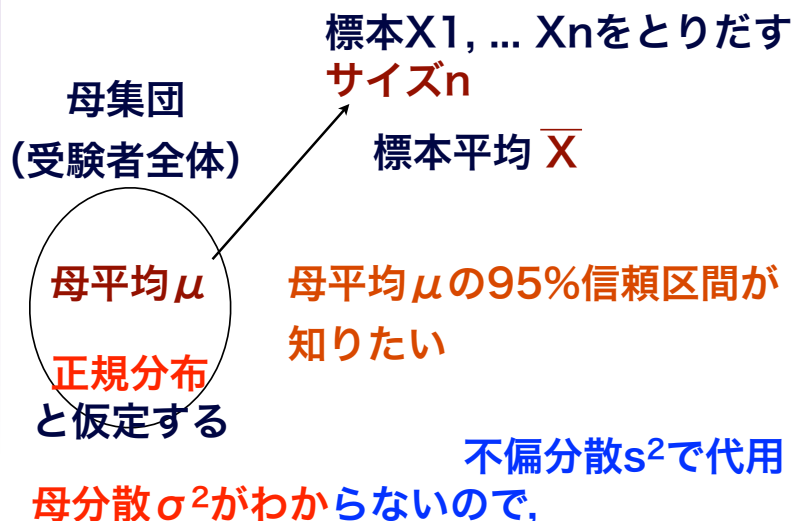 標本X1, ... Xnをとりだす
サイズn
母集団
(受験者全体)
標本平均 X̅
母平均μ
母平均μの95%信頼区間が
知りたい
正規分布
と仮定する
不偏分散s²で代用
母分散σ²がわからないので,